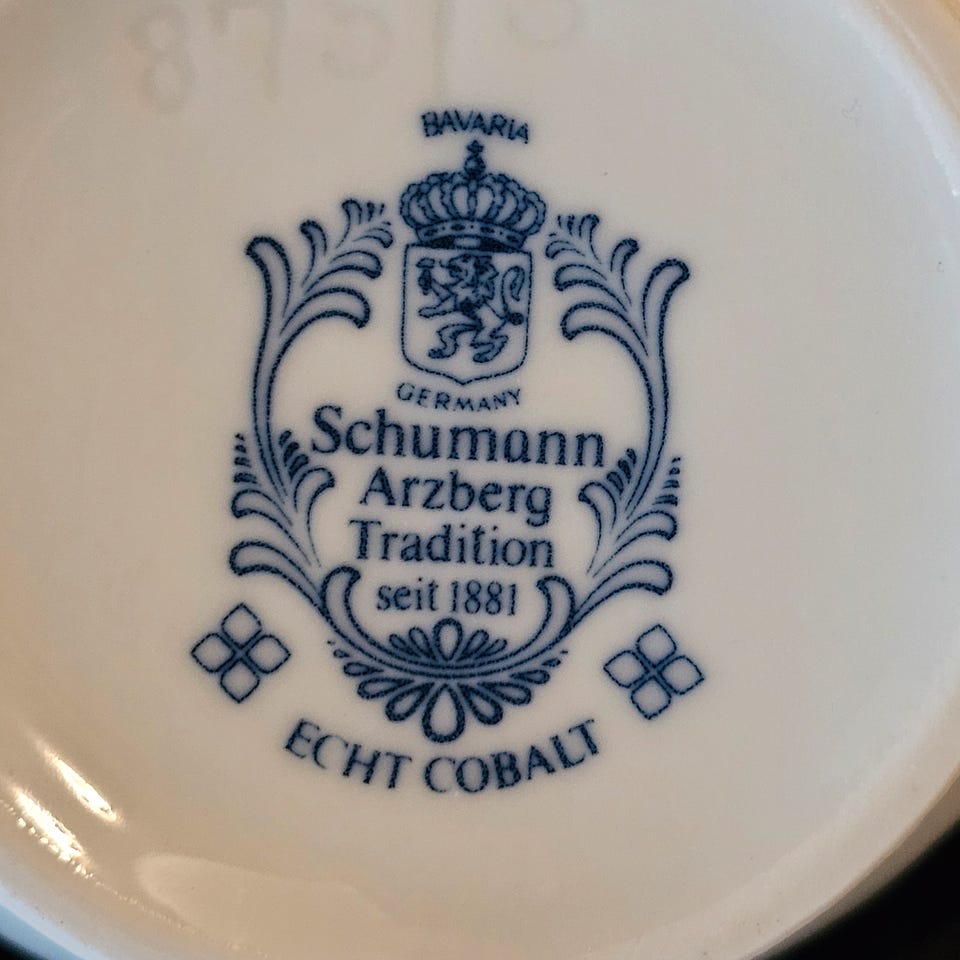 BAVARIA
GERMANY
Schumann
Arzberg
Tradition
seit 1881
ECHT COBALT